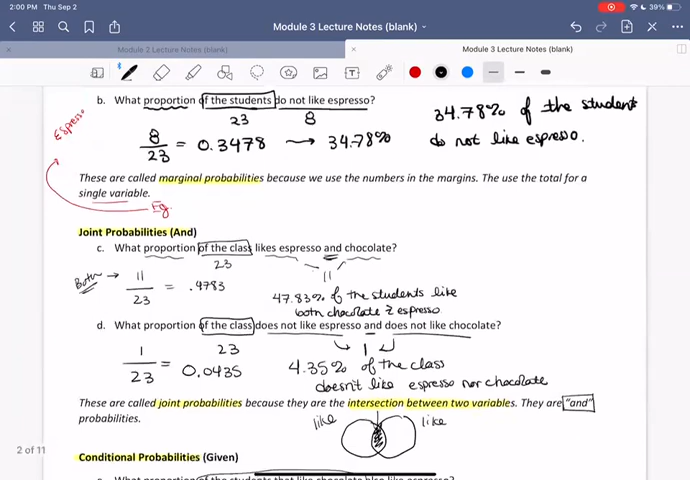 2:00 PM Thu Sep 2
39%
Module 3 Lecture Notes (blank)
Module 2 Lecture Notes (blank)
Module 3 Lecture Notes (blank)
b. What proportion of the students do not like espresso?
23 8
8/23 = 0.3478 → 34.78%
34.78% of the students
do not like espresso.
Espresso
These are called marginal probabilities because we use the numbers in the margins. The use the total for a
single variable.
Eg.
Joint Probabilities (And)
c. What proportion of the class likes espresso and chocolate?
23 11
Both → 11/23 = .4783
47.83% of the students like
both chocolate & espresso
d. What proportion of the class does not like espresso and does not like chocolate?
23 1
1/23 = 0.0435
4.35% of the class
doesn't like espresso nor chocolate
These are called joint probabilities because they are the intersection between two variables. They are "and"
probabilities.
like like
2 of 11
Conditional Probabilities (Given)